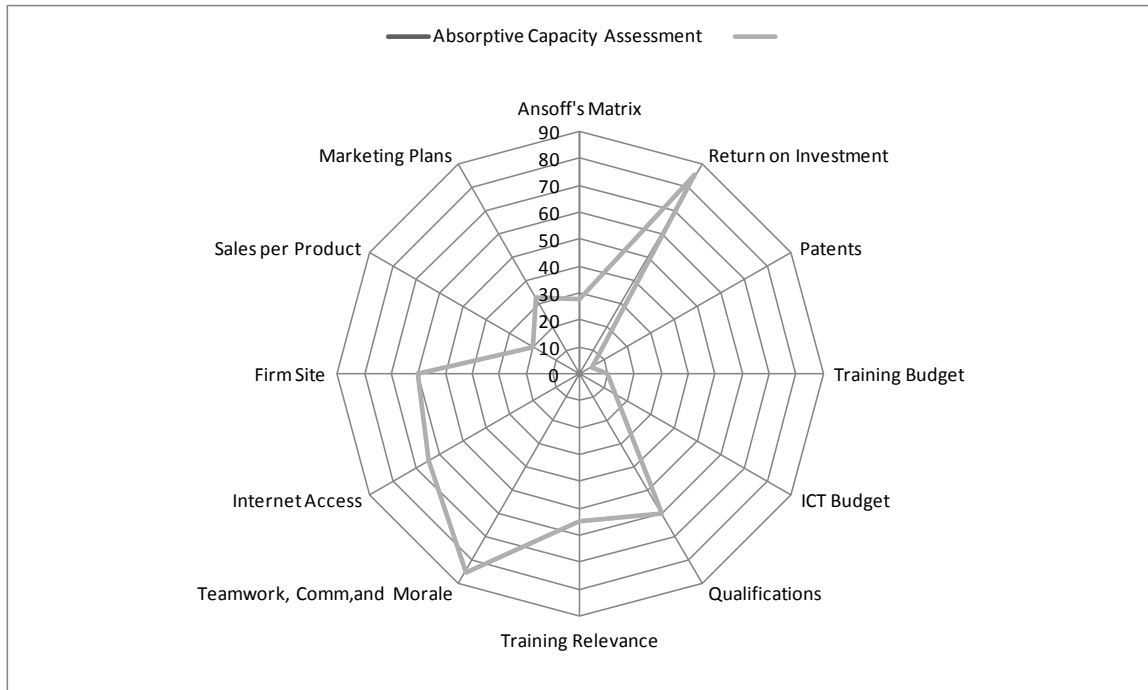 Absorptive Capacity Assessment
Ansoff's Matrix
90
Marketing Plans
Return on Investment
80
70
Sales per Product
Patents
60
50
40
30
20
10
Firm Site
0
Training Budget
Internet Access
ICT Budget
Teamwork, Comm,and Morale
Qualifications
Training Relevance